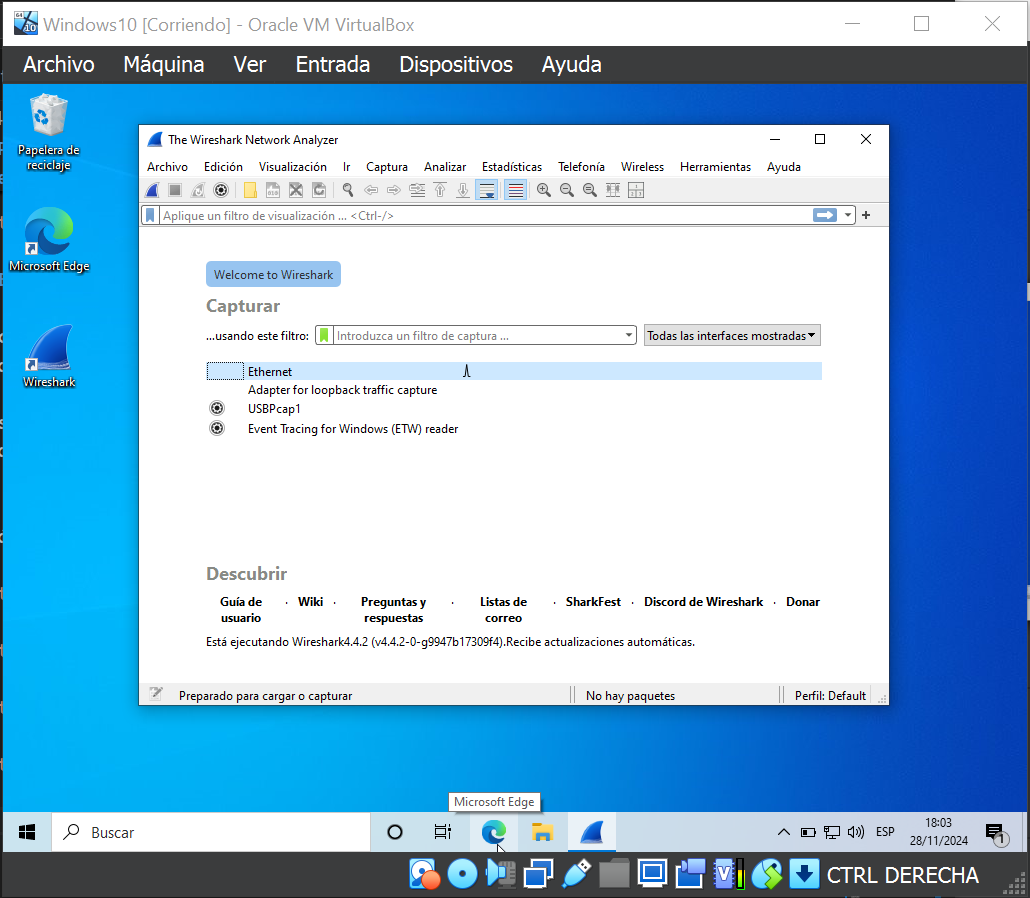 Windows10 [Corriendo] - Oracle VM VirtualBox
Archivo Máquina Ver Entrada Dispositivos Ayuda
Papelera de
reciclaje
Microsoft Edge
Wireshark
The Wireshark Network Analyzer
Archivo Edición Visualización Ir Captura Analizar Estadísticas Telefonía Wireless Herramientas Ayuda
Aplique un filtro de visualización ... <Ctrl-/>
Welcome to Wireshark
Capturar
...usando este filtro: Introduzca un filtro de captura ... Todas las interfaces mostradas
Ethernet
Adapter for loopback traffic capture
USBPcap1
Event Tracing for Windows (ETW) reader
Descubrir
Guía de
usuario
· Wiki ·
Preguntas y
respuestas
·
Listas de
correo
· SharkFest · Discord de Wireshark · Donar
Está ejecutando Wireshark4.4.2 (v4.4.2-0-g9947b17309f4).Recibe actualizaciones automáticas.
Preparado para cargar o capturar No hay paquetes Perfil: Default
Microsoft Edge
Buscar
ESP
18:03
28/11/2024
1
CTRL DERECHA